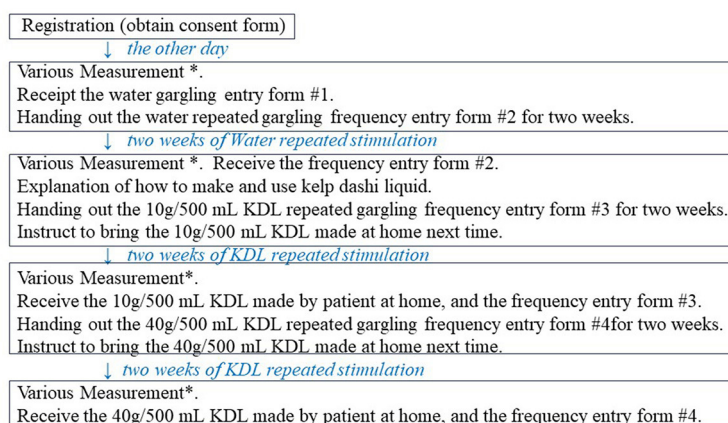 Registration (obtain consent form)
↓ the other day
Various Measurement *.
Receipt the water gargling entry form #1.
Handing out the water repeated gargling frequency entry form #2 for two weeks.
↓ two weeks of Water repeated stimulation
Various Measurement *. Receive the frequency entry form #2.
Explanation of how to make and use kelp dashi liquid.
Handing out the 10g/500 mL KDL repeated gargling frequency entry form #3 for two weeks.
Instruct to bring the 10g/500 mL KDL made at home next time.
↓ two weeks of KDL repeated stimulation
Various Measurement*.
Receive the 10g/500 mL KDL made by patient at home, and the frequency entry form #3.
Handing out the 40g/500 mL KDL repeated gargling frequency entry form #4for two weeks.
Instruct to bring the 40g/500 mL KDL made at home next time.
↓ two weeks of KDL repeated stimulation
Various Measurement*.
Receive the 40g/500 mL KDL made by patient at home, and the frequency entry form #4.